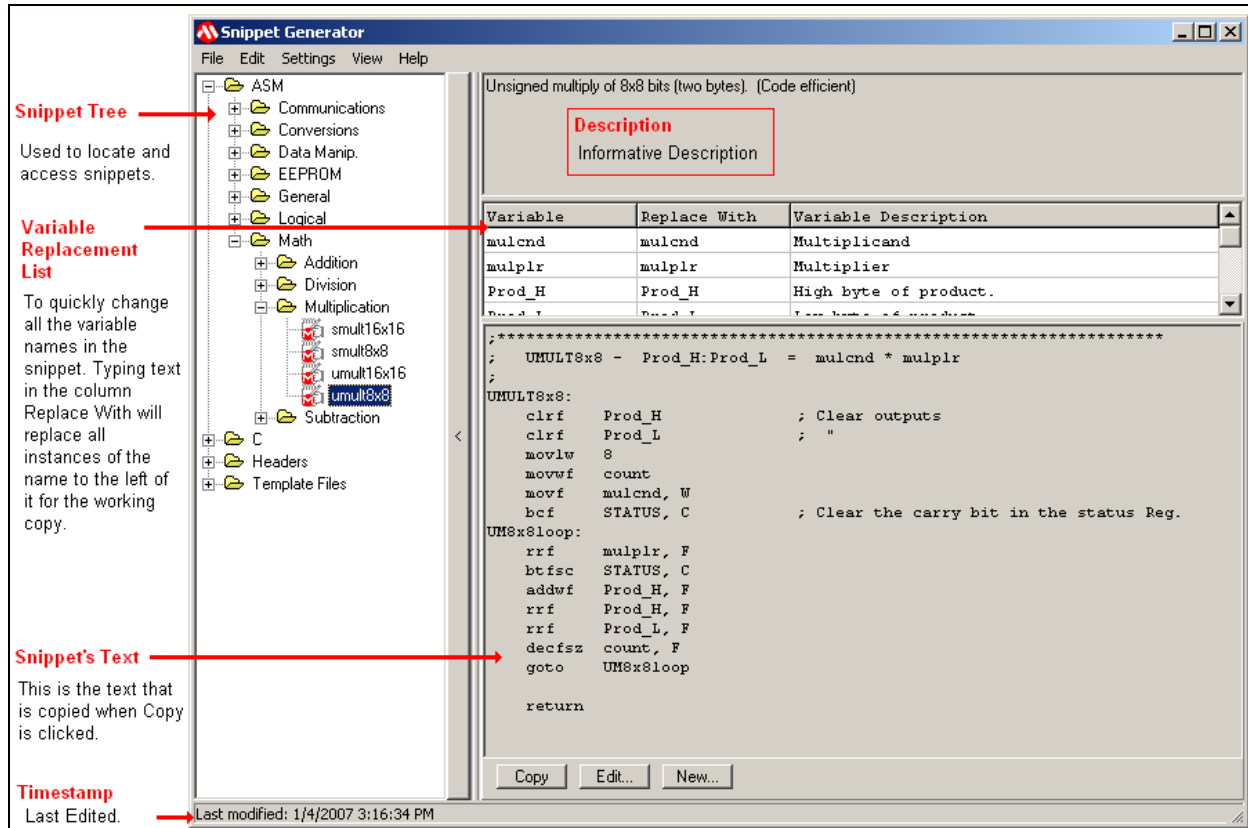 Snippet Generator
File Edit Settings View Help
Snippet Tree
Used to locate and
access snippets.
Variable
Replacement
List
To quickly change
all the variable
names in the
snippet. Typing text
in the column
Replace With will
replace all
instances of the
name to the left of
it for the working
copy.
Snippet's Text
This is the text that
is copied when Copy
is clicked.
Timestamp
Last Edited.
ASM
Communications
Conversions
Data Manip.
EEPROM
General
Logical
Math
Addition
Division
Multiplication
smult16x16
smult8x8
umult16x16
umult8x8
Subtraction
C
Headers
Template Files
<
Unsigned multiply of 8x8 bits (two bytes). (Code efficient)
Description
Informative Description
Variable Replace With Variable Description
mulcnd mulcnd Multiplicand
mulplr mulplr Multiplier
Prod_H Prod_H High byte of product.
Prod_L Prod_L Low byte of product
;*******************************************************************
; UMULT8x8 - Prod_H:Prod_L = mulcnd * mulplr
;
UMULT8x8:
clrf Prod_H ; Clear outputs
clrf Prod_L ; "
movlw 8
movwf count
movf mulcnd, W
bcf STATUS, C ; Clear the carry bit in the status Reg.
UM8x8loop:
rrf mulplr, F
btfsc STATUS, C
addwf Prod_H, F
rrf Prod_H, F
rrf Prod_L, F
decfsz count, F
goto UM8x8loop
return
Copy Edit... New...
Last modified: 1/4/2007 3:16:34 PM